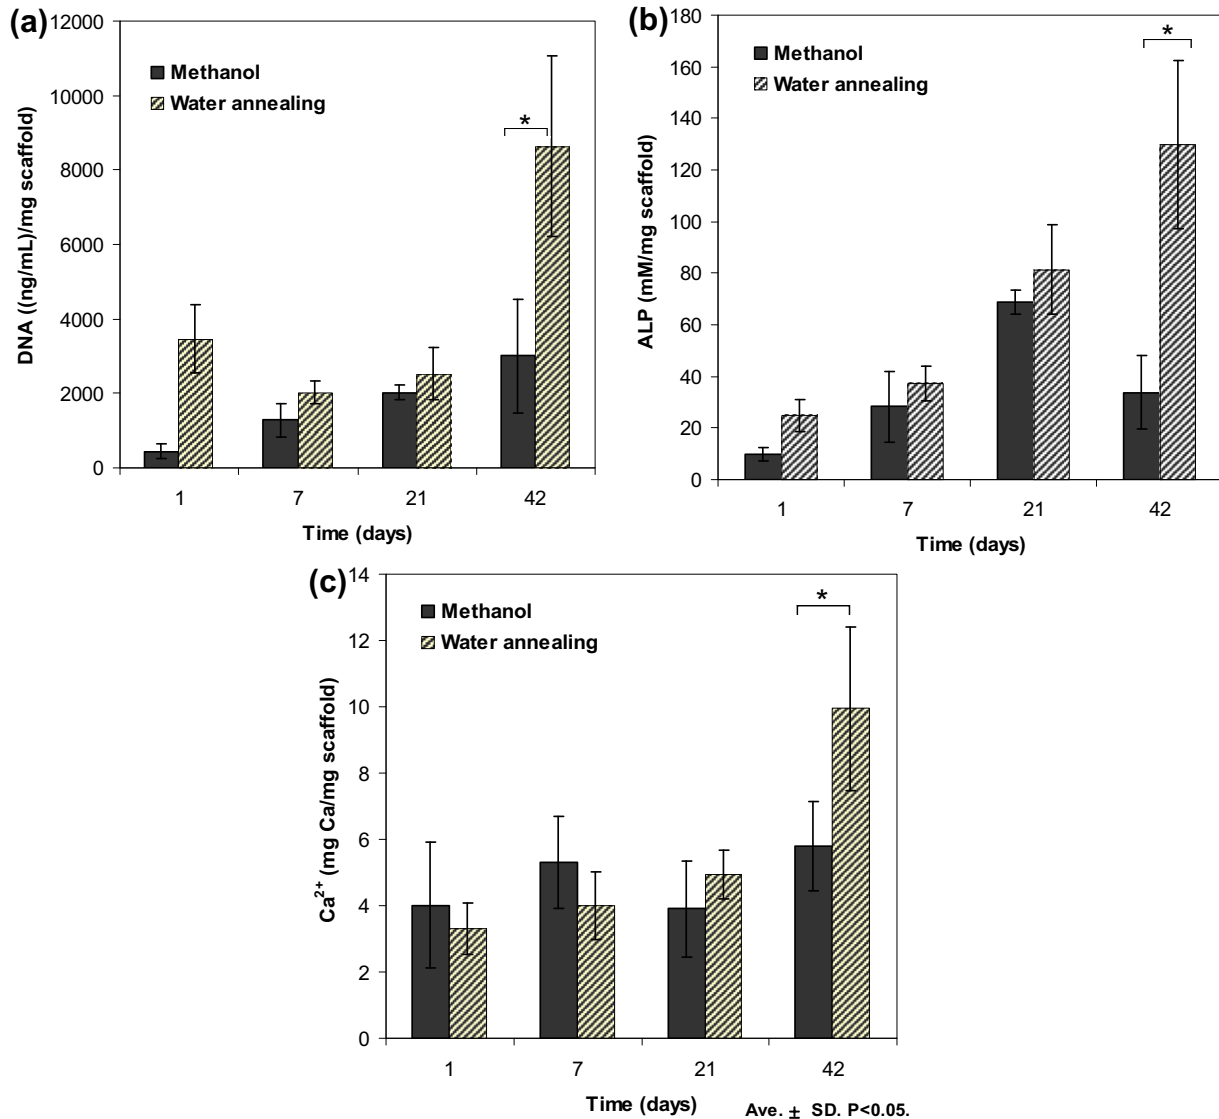 (a)
12000
10000
8000
6000
4000
2000
0
DNA ((ng/mL)/mg scaffold)
Methanol
Water annealing
*
1 7 21 42
Time (days)
(b)
180
160
140
120
100
80
60
40
20
0
ALP (mM/mg scaffold)
Methanol
Water annealing
*
1 7 21 42
Time (days)
(c)
14
12
10
8
6
4
2
0
Ca²⁺ (mg Ca/mg scaffold)
Methanol
Water annealing
*
1 7 21 42
Time (days)
Ave. ± SD. P<0.05.